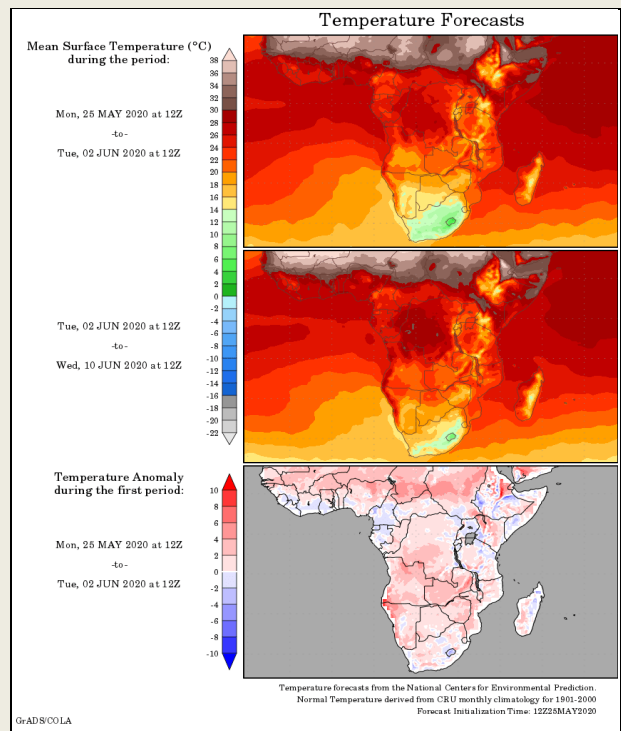 Temperature Forecasts
Mean Surface Temperature (°C)
during the period:
Mon, 25 MAY 2020 at 12Z
-to-
Tue, 02 JUN 2020 at 12Z
38
36
34
32
30
28
26
24
22
20
18
16
14
12
10
8
6
4
2
0
-2
-4
-6
-8
-10
-12
-14
-16
-18
-20
-22
Tue, 02 JUN 2020 at 12Z
-to-
Wed, 10 JUN 2020 at 12Z
Temperature Anomaly
during the first period:
Mon, 25 MAY 2020 at 12Z
-to-
Tue, 02 JUN 2020 at 12Z
10
8
6
4
2
0
-2
-4
-6
-8
-10
Temperature forecasts from the National Centers for Environmental Prediction.
Normal Temperature derived from CRU monthly climatology for 1901-2000
Forecast Initialization Time: 12Z25MAY2020
GrADS/COLA